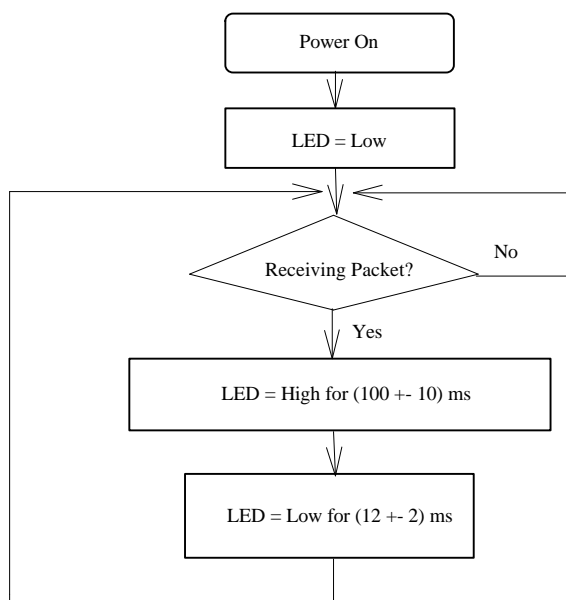 Power On
LED = Low
Receiving Packet?
No
Yes
LED = High for (100 +- 10) ms
LED = Low for (12 +- 2) ms